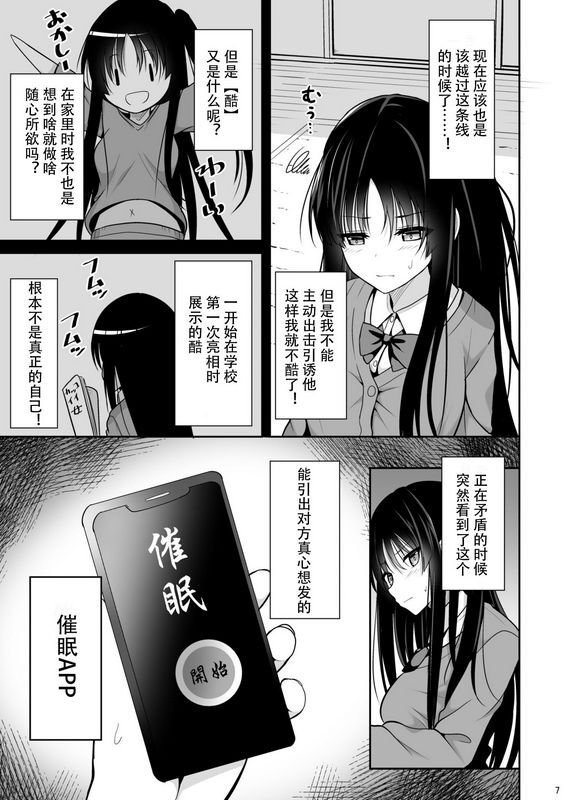 现在应该也是
该越过这条线
的时候了……！
むぅ…
但是我不能
主动出击引诱他
这样我就不酷了！
但是【酷】
又是什么呢？
おかしー
在家里时我不也是
想到啥就做啥
随心所欲吗？
一开始在学校
第一次亮相时
展示的酷
フムフム
根本不是真正的自己！
正在矛盾的时候
突然看到了这个
能引出对方真心想发的
催眠
開始
催眠APP
7